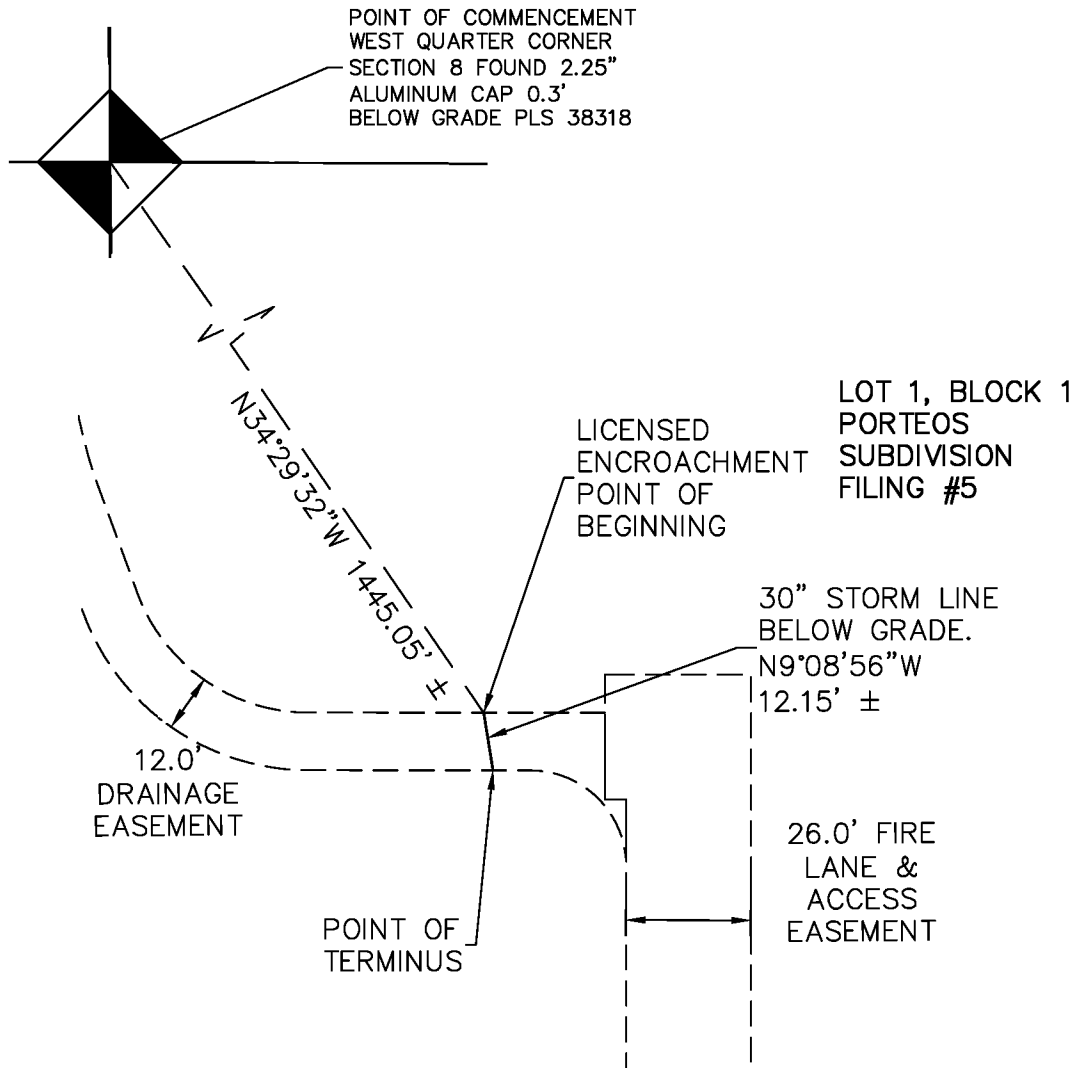 POINT OF COMMENCEMENT
WEST QUARTER CORNER
SECTION 8 FOUND 2.25"
ALUMINUM CAP 0.3'
BELOW GRADE PLS 38318
N34°29'32"W 1445.05' ±
LICENSED
ENCROACHMENT
POINT OF
BEGINNING
LOT 1, BLOCK 1
PORTEOS
SUBDIVISION
FILING #5
30" STORM LINE
BELOW GRADE.
N9°08'56"W
12.15' ±
12.0'
DRAINAGE
EASEMENT
26.0' FIRE
LANE &
ACCESS
EASEMENT
POINT OF
TERMINUS